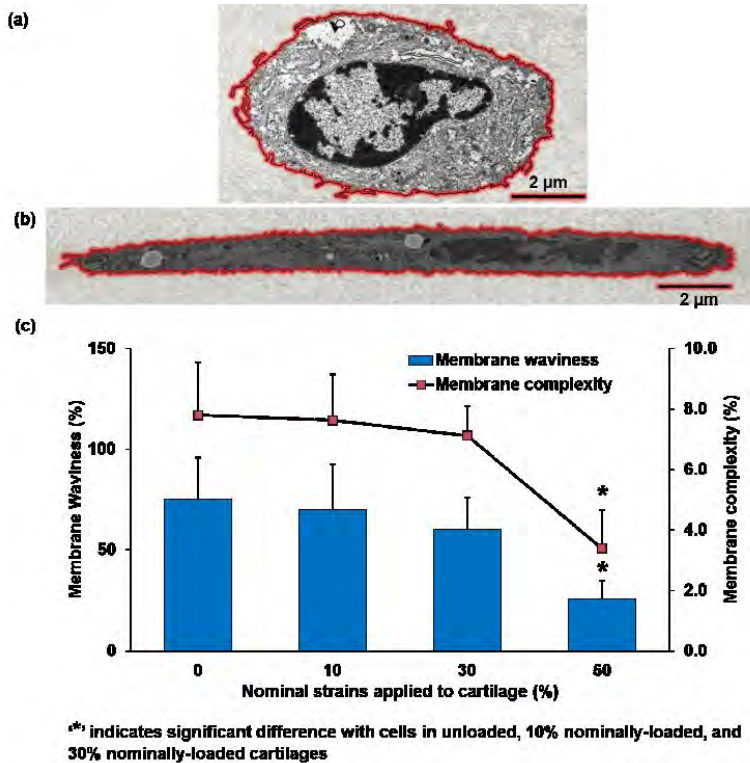 (a)
2 µm
(b)
2 µm
(c)
150
100
50
0
Membrane Waviness (%)
Membrane waviness
Membrane complexity
*
*
10.0
8.0
6.0
4.0
2.0
0.0
Membrane complexity (%)
0 10 30 50
Nominal strains applied to cartilage (%)
'*' indicates significant difference with cells in unloaded, 10% nominally-loaded, and
30% nominally-loaded cartilages